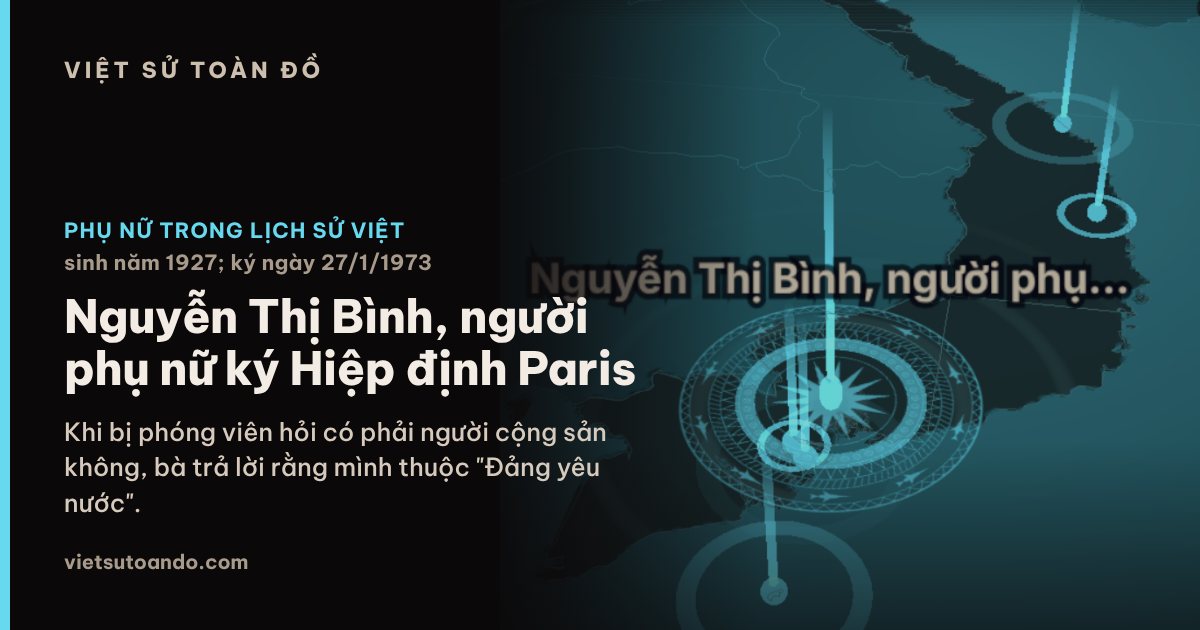 VIỆT SỬ TOÀN ĐỒ
PHỤ NỮ TRONG LỊCH SỬ VIỆT
sinh năm 1927; ký ngày 27/1/1973
Nguyễn Thị Bình, người
phụ nữ ký Hiệp định Paris
Khi bị phóng viên hỏi có phải người cộng sản
không, bà trả lời rằng mình thuộc "Đảng yêu
nước".
vietsutoando.com
Nguyễn Thị Bình, người phụ...